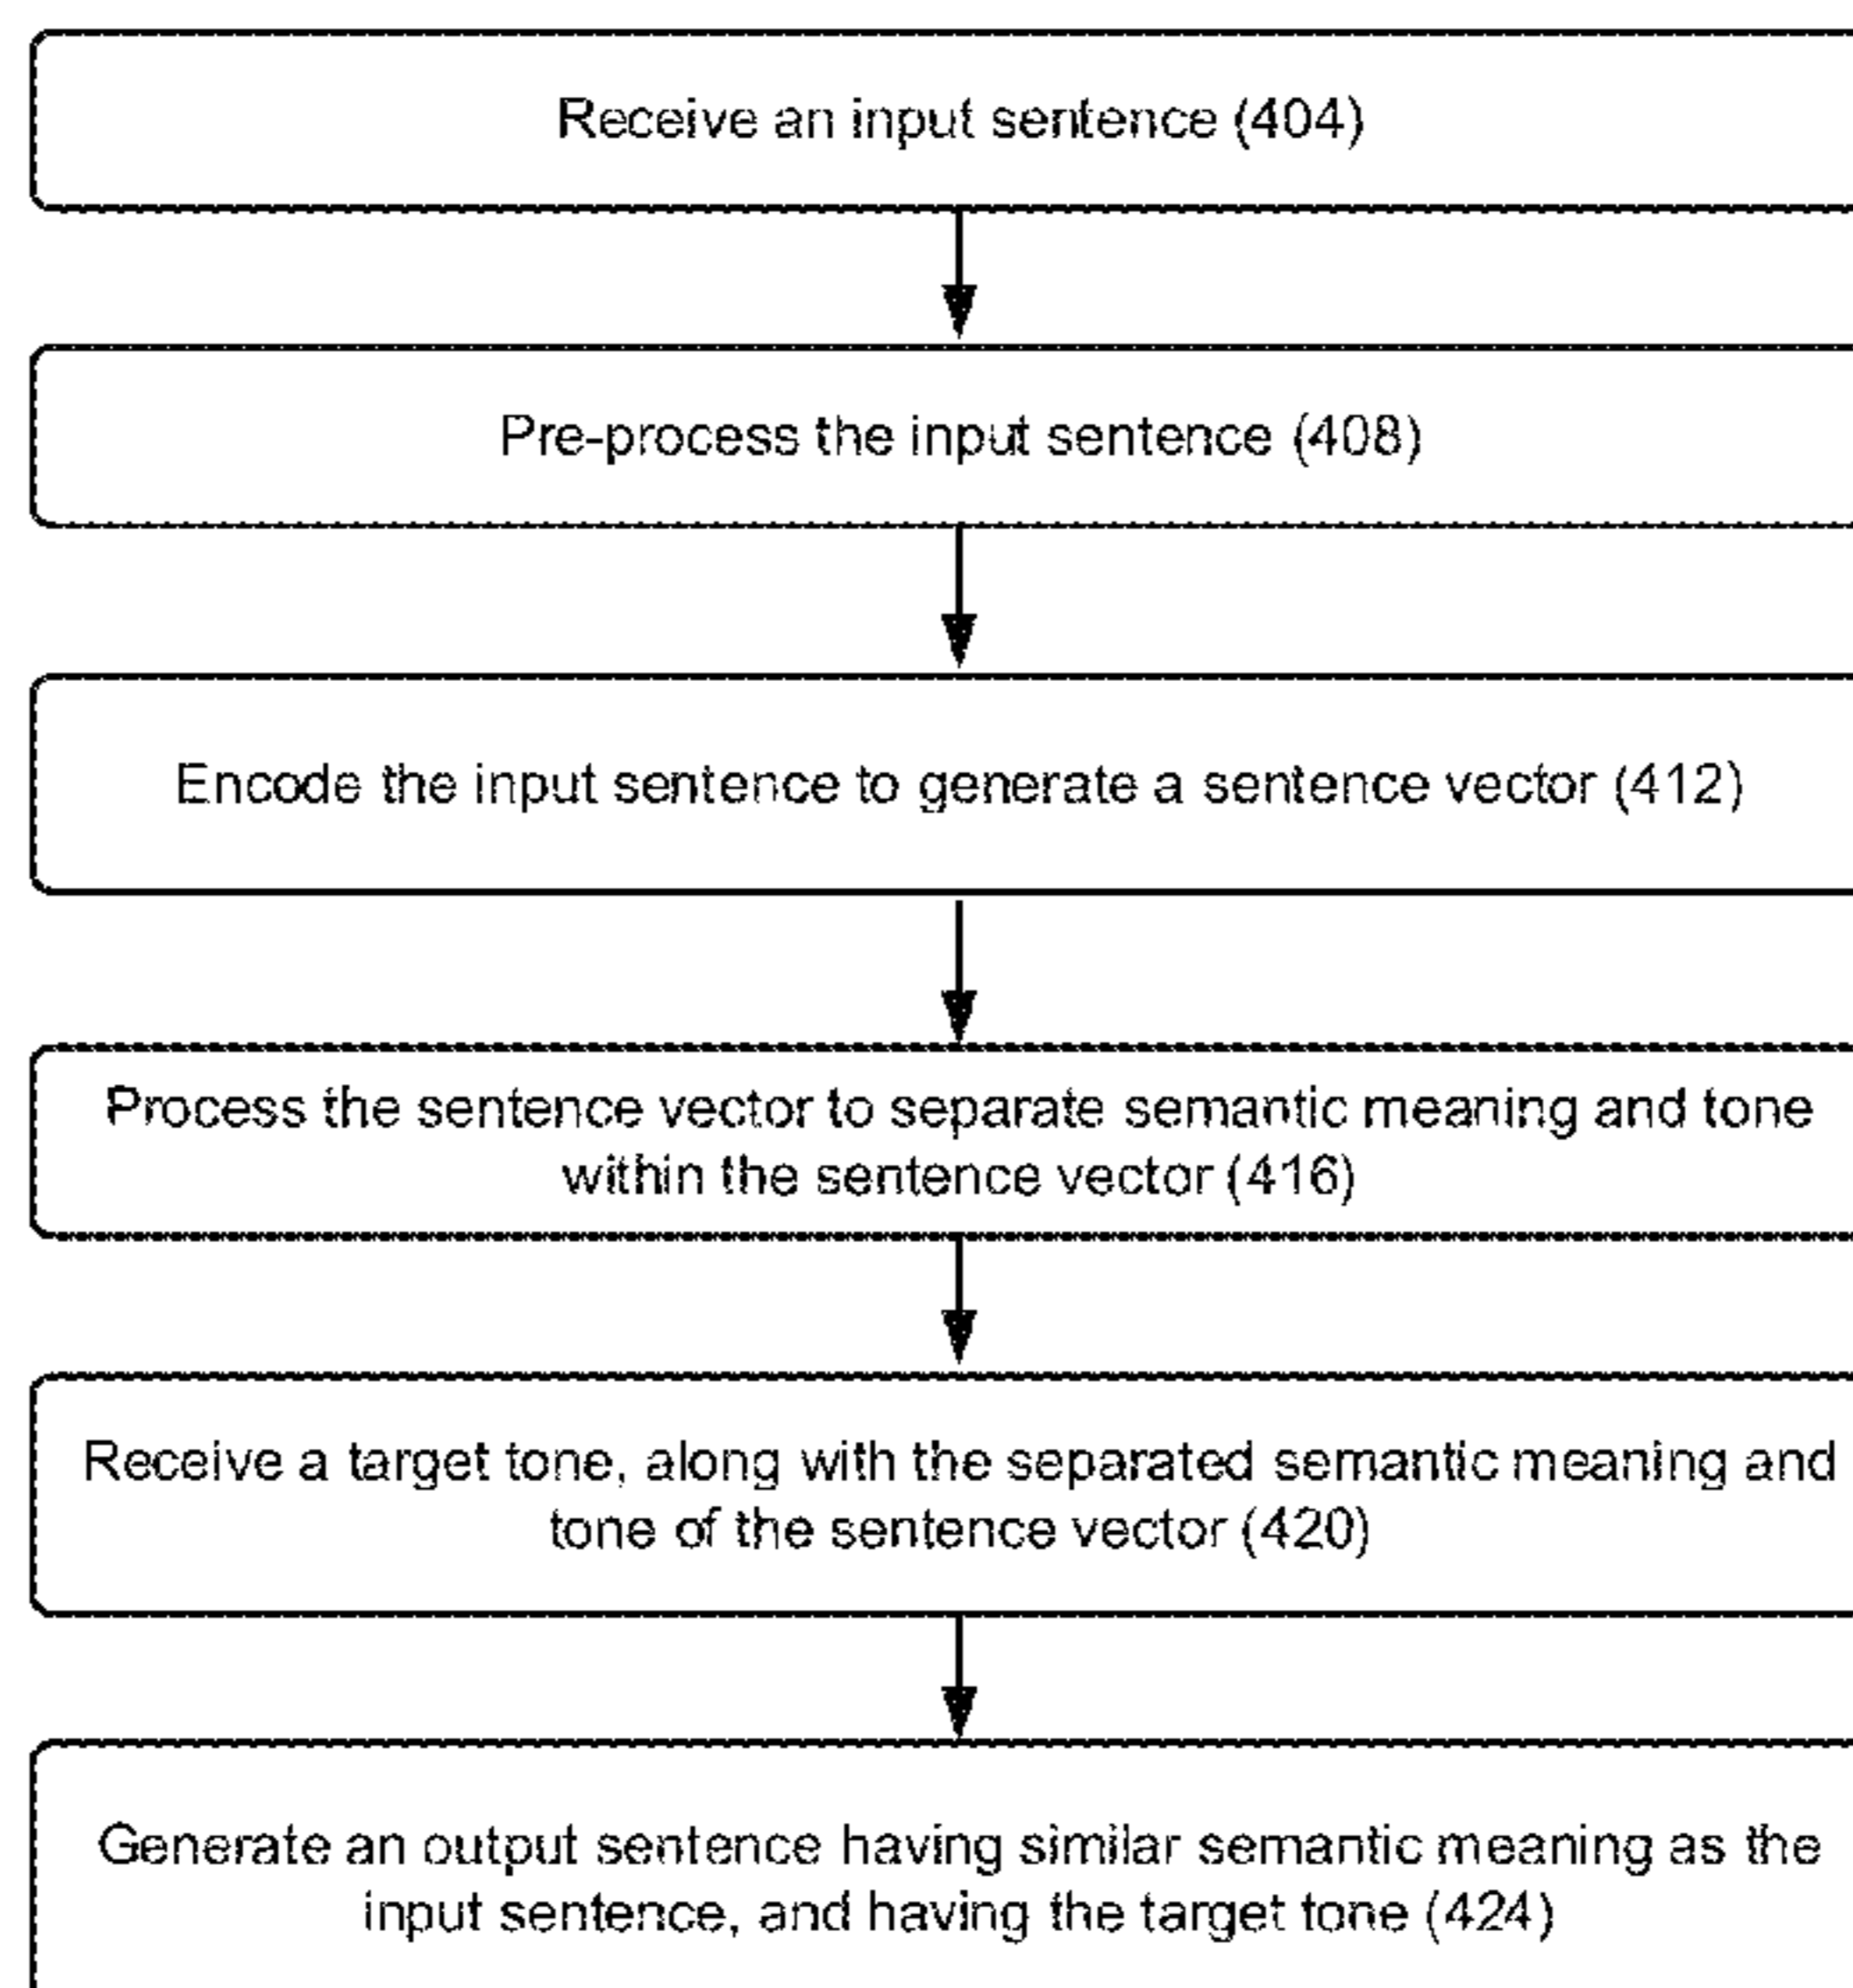 Receive an input sentence (404)
Pre-process the input sentence (408)
Encode the input sentence to generate a sentence vector (412)
Process the sentence vector to separate semantic meaning and tone
within the sentence vector (416)
Receive a target tone, along with the separated semantic meaning and
tone of the sentence vector (420)
Generate an output sentence having similar semantic meaning as the
input sentence, and having the target tone (424)